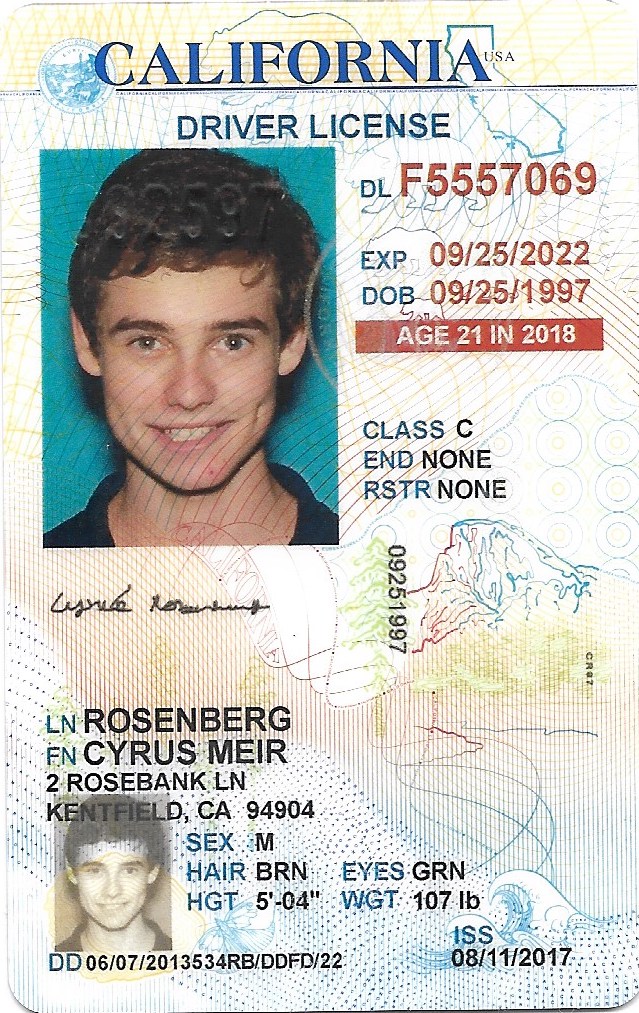 CALIFORNIA USA
DRIVER LICENSE
DL F5557069
EXP 09/25/2022
DOB 09/25/1997
AGE 21 IN 2018
CLASS C
END NONE
RSTR NONE
09251997
CALIFORNIA
LN ROSENBERG
FN CYRUS MEIR
2 ROSEBANK LN
KENTFIELD, CA 94904
SEX M
HAIR BRN EYES GRN
HGT 5'-04" WGT 107 lb
ISS
DD 06/07/2013534RB/DDFD/22 08/11/2017